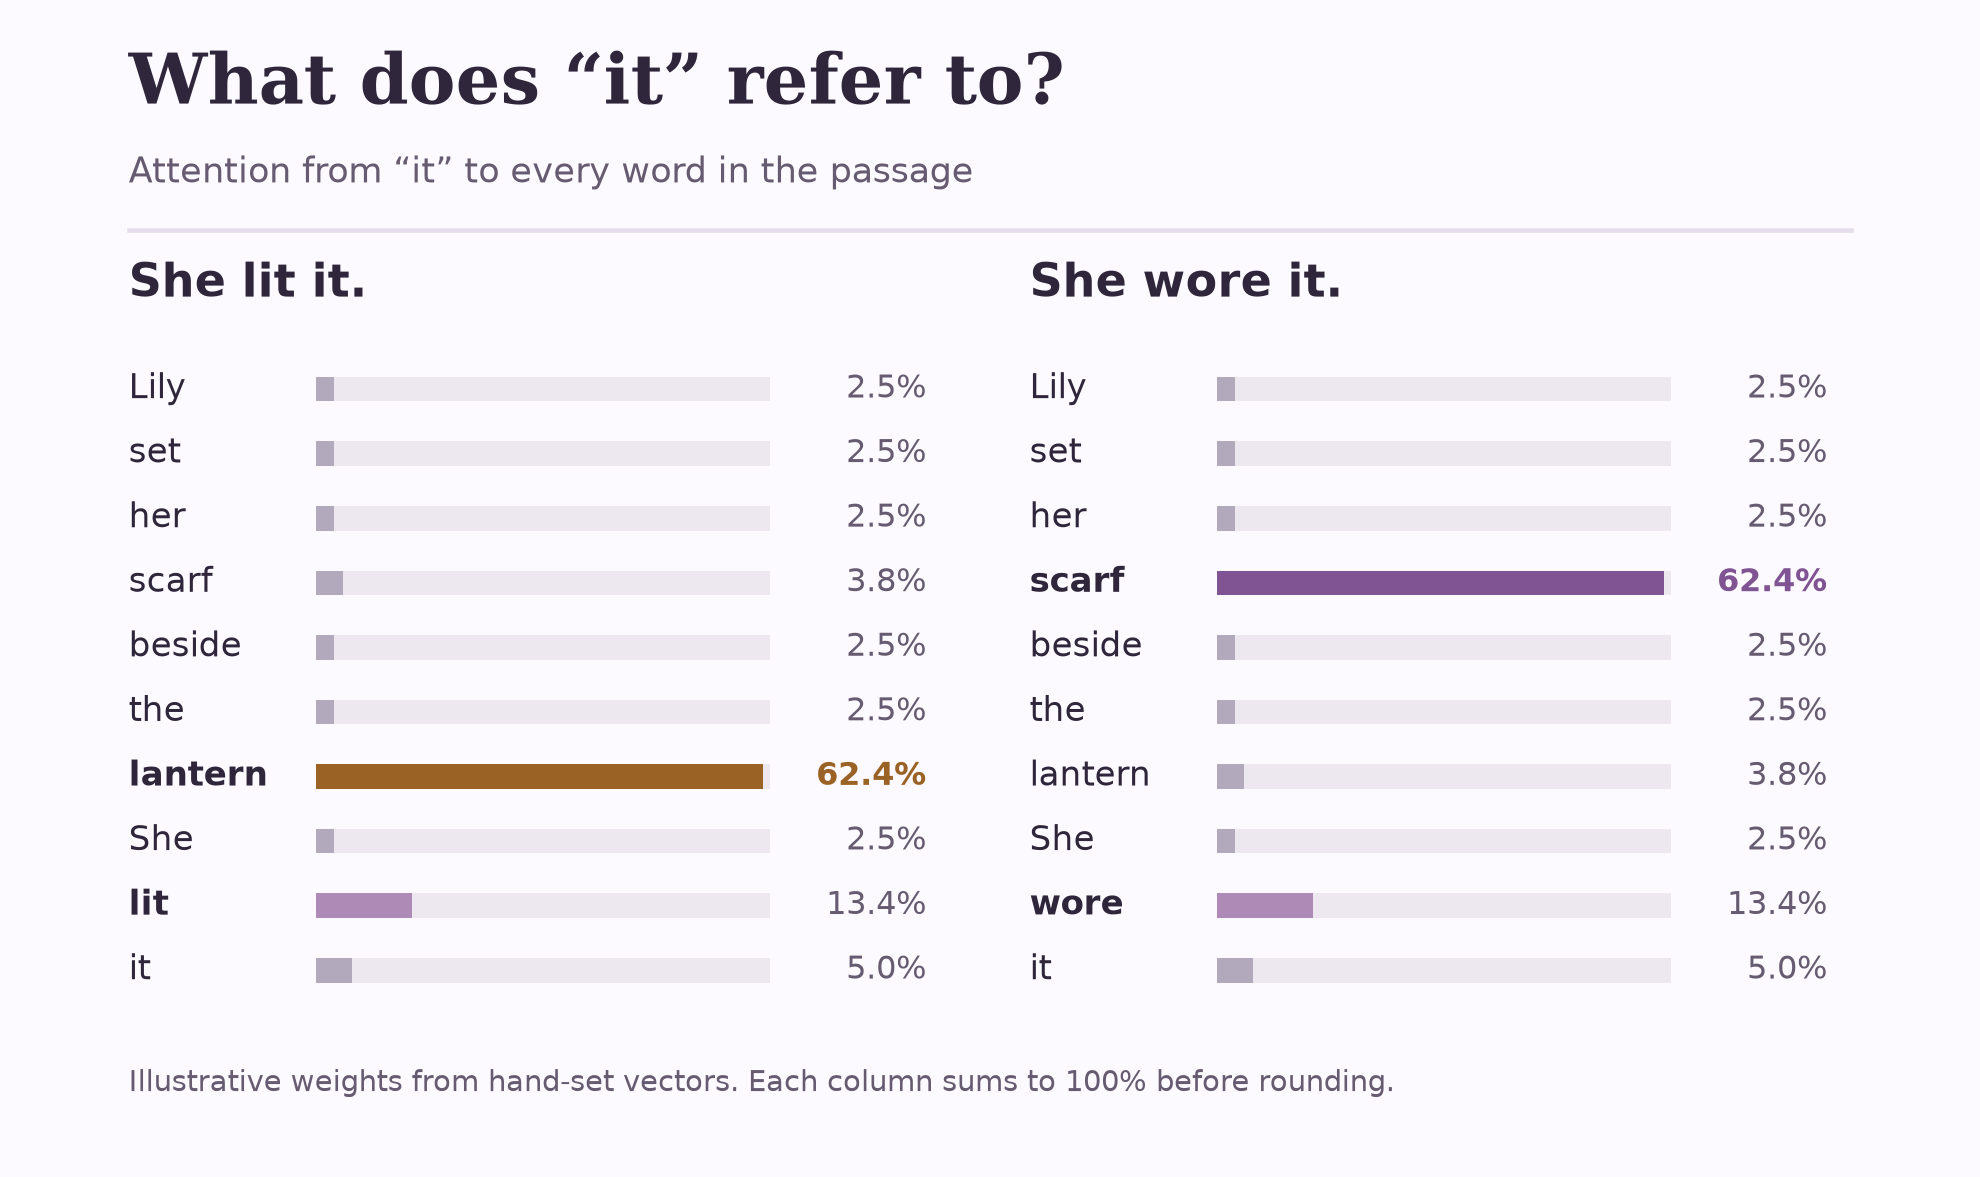 What does “it” refer to?
Attention from “it” to every word in the passage
She lit it.
Lily 2.5%
set 2.5%
her 2.5%
scarf 3.8%
beside 2.5%
the 2.5%
lantern 62.4%
She 2.5%
lit 13.4%
it 5.0%
She wore it.
Lily 2.5%
set 2.5%
her 2.5%
scarf 62.4%
beside 2.5%
the 2.5%
lantern 3.8%
She 2.5%
wore 13.4%
it 5.0%
Illustrative weights from hand-set vectors. Each column sums to 100% before rounding.